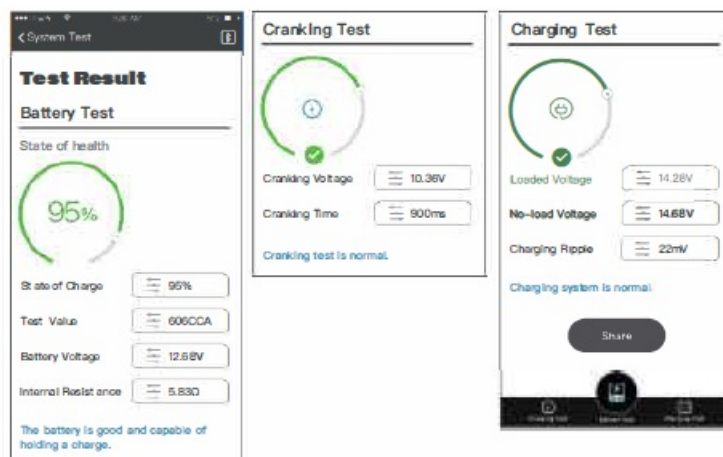 System Test
Test Result
Battery Test
State of health
95%
State of Charge
95%
Test Value
606CCA
Battery Voltage
12.68V
Internal Resistance
5.83Ω
The battery is good and capable of
holding a charge.
Cranking Test
Cranking Voltage
10.36V
Cranking Time
900ms
Cranking test is normal.
Charging Test
Loaded Voltage
14.28V
No-load Voltage
14.68V
Charging Ripple
22mV
Charging system is normal
Share